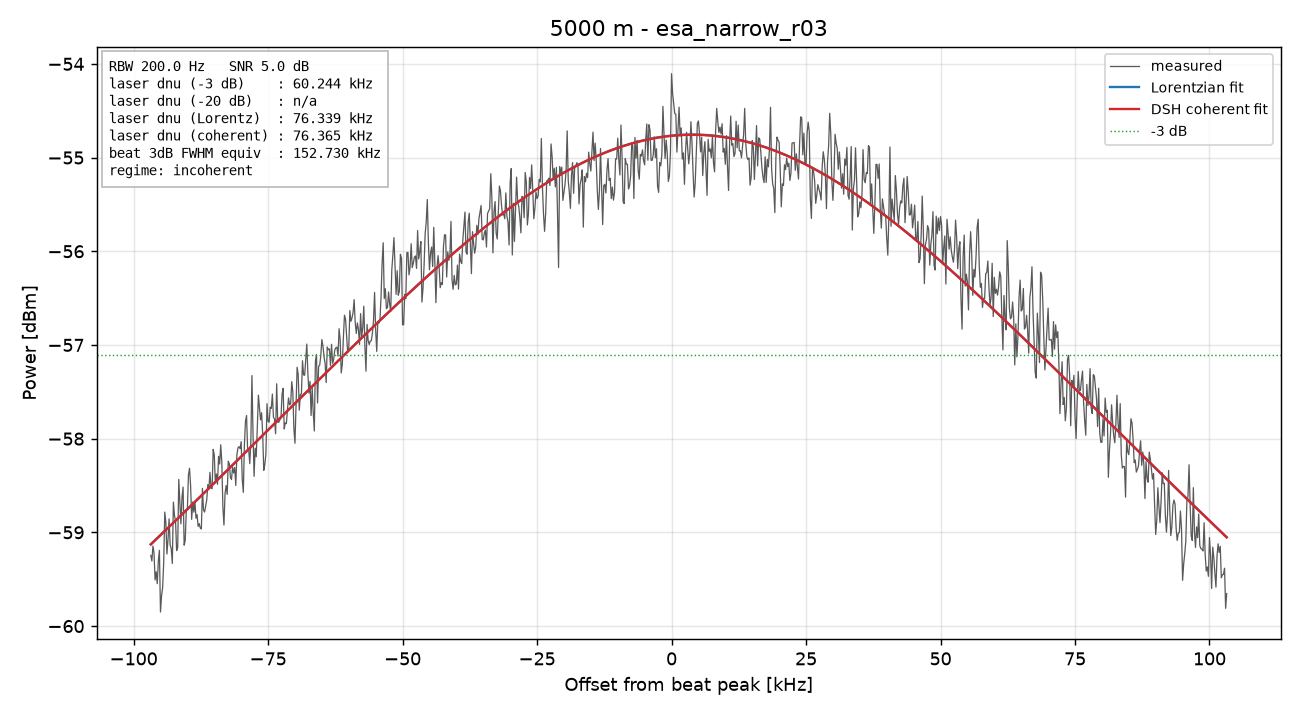 5000 m - esa_narrow_r03
RBW 200.0 Hz   SNR 5.0 dB
laser dnu (-3 dB)    : 60.244 kHz
laser dnu (-20 dB)   : n/a
laser dnu (Lorentz)  : 76.339 kHz
laser dnu (coherent) : 76.365 kHz
beat 3dB FWHM equiv  : 152.730 kHz
regime: incoherent
measured
Lorentzian fit
DSH coherent fit
-3 dB
Power [dBm]
−54
−55
−56
−57
−58
−59
−60
−100
−75
−50
−25
0
25
50
75
100
Offset from beat peak [kHz]